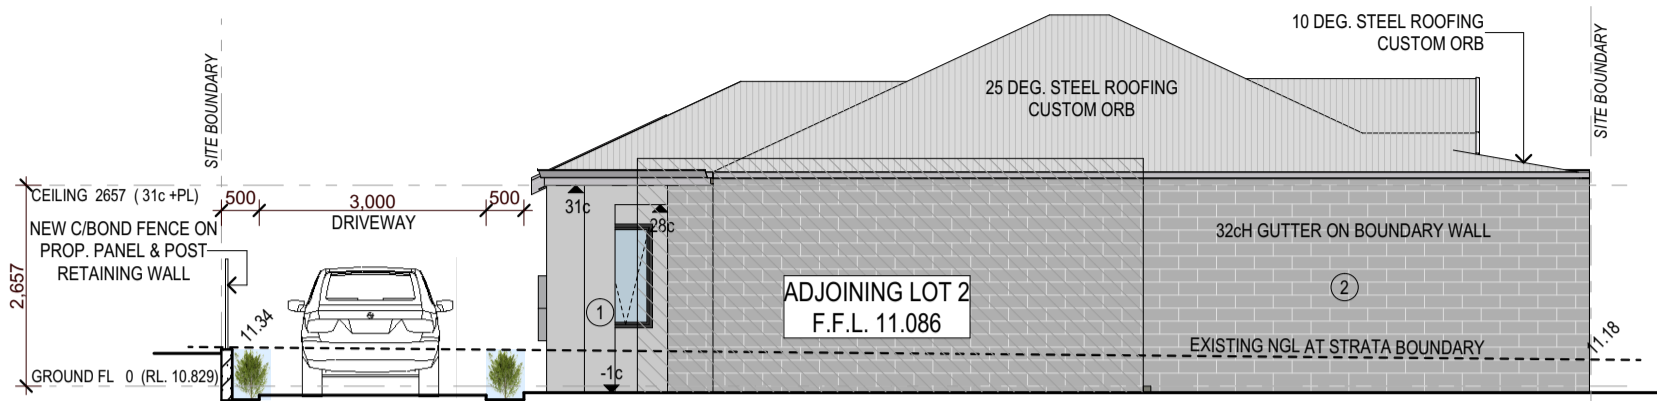 SITE BOUNDARY
CEILING 2657 ( 31c +PL)
500
3,000
500
DRIVEWAY
NEW C/BOND FENCE ON
PROP. PANEL & POST
RETAINING WALL
2,657
11.34
GROUND FL 0 (RL. 10.829)
31c
28c
1
-1c
25 DEG. STEEL ROOFING
CUSTOM ORB
10 DEG. STEEL ROOFING
CUSTOM ORB
SITE BOUNDARY
ADJOINING LOT 2
F.F.L. 11.086
32cH GUTTER ON BOUNDARY WALL
2
EXISTING NGL AT STRATA BOUNDARY
11.18